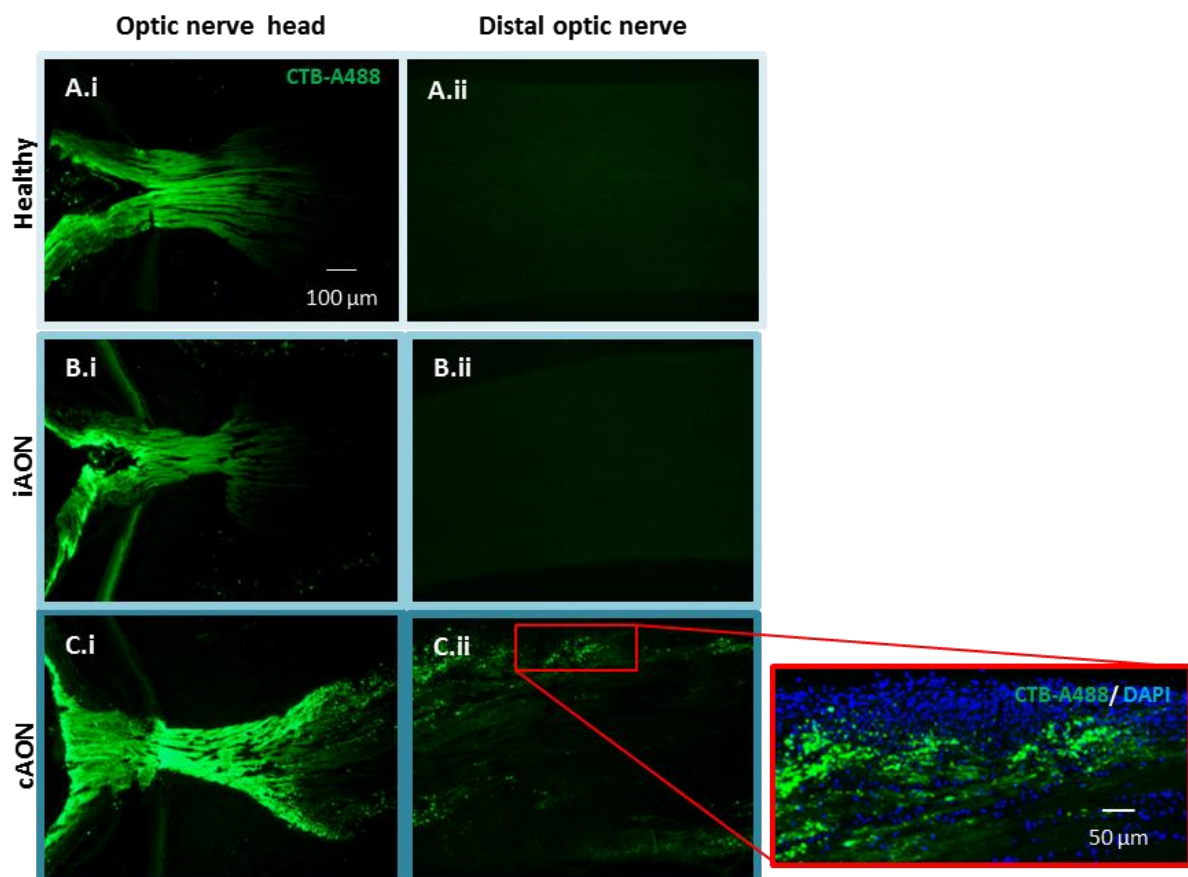 Optic nerve head
Distal optic nerve
Healthy
A.i
CTB-A488
100 µm
A.ii
iAON
B.i
B.ii
cAON
C.i
C.ii
CTB-A488/DAPI
50 µm